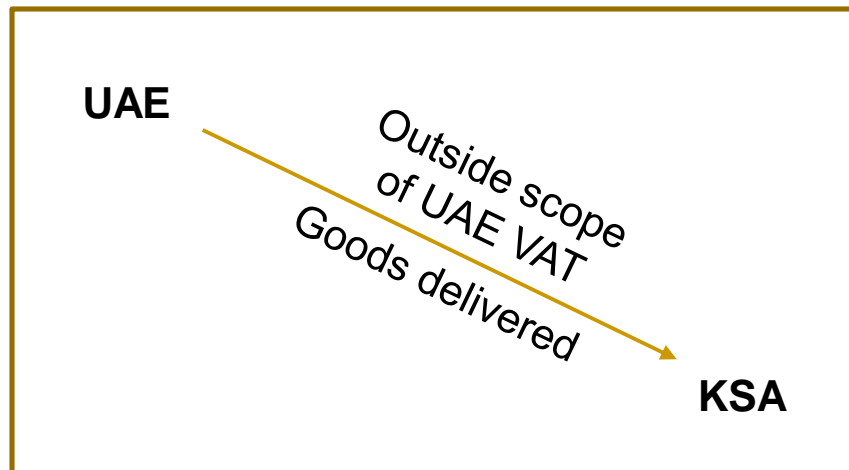 UAE
Outside scope
of UAE VAT
Goods delivered
KSA